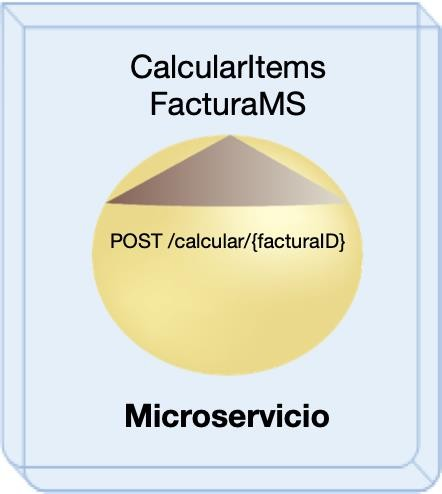 CalcularItems
FacturaMS
POST /calcular/{facturaID}
Microservicio